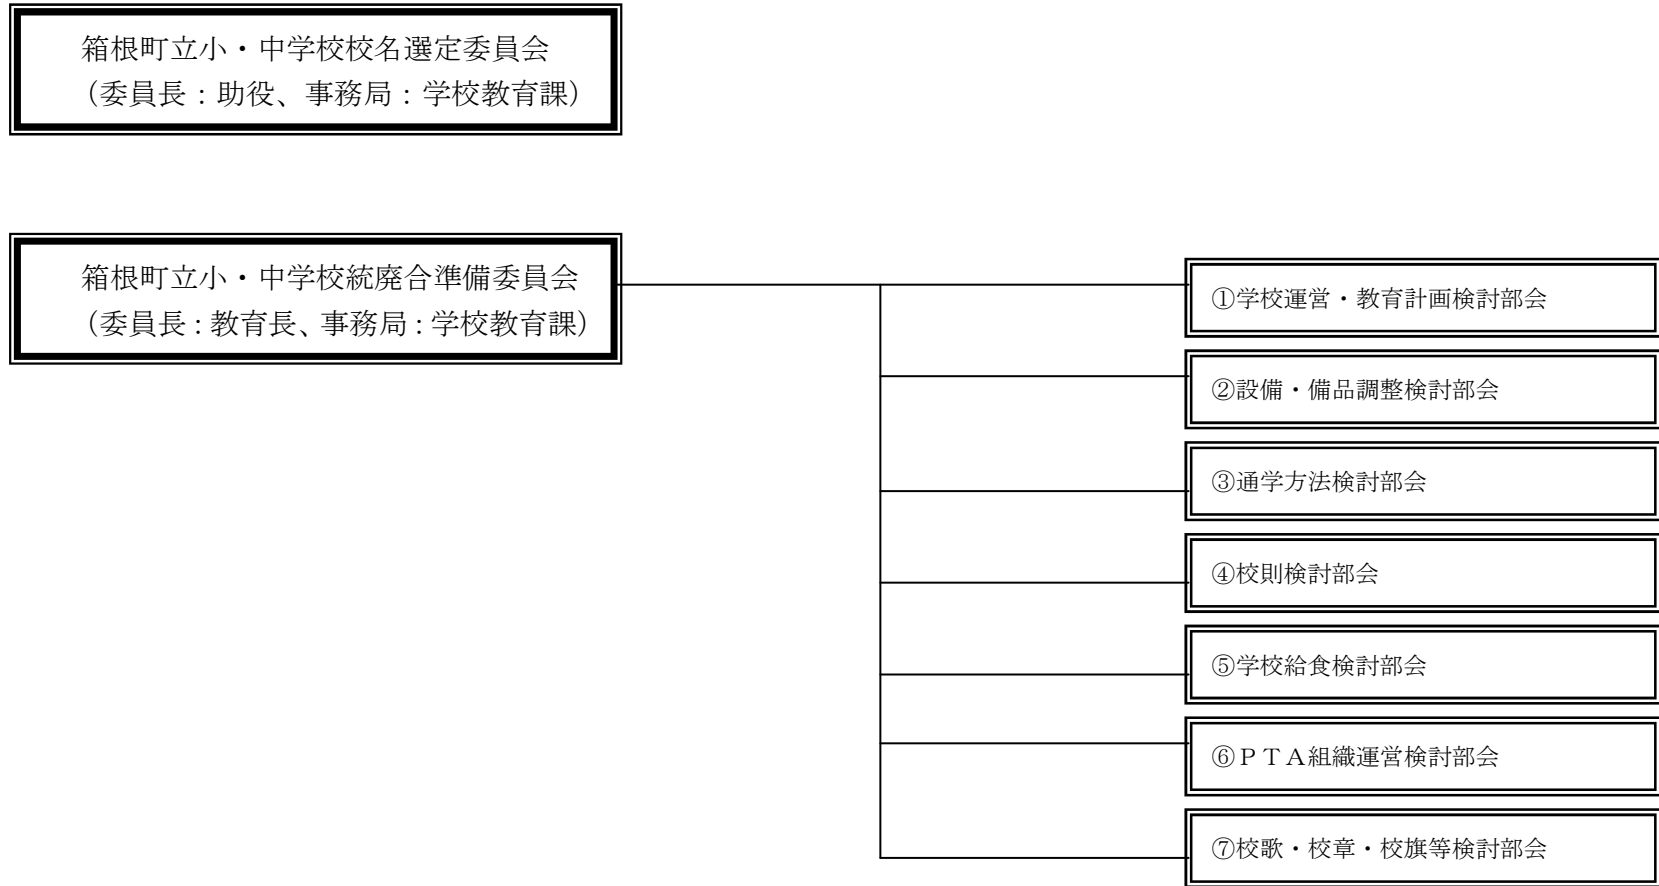 箱根町立小・中学校校名選定委員会
（委員長：助役、事務局：学校教育課）
箱根町立小・中学校統廃合準備委員会
（委員長：教育長、事務局：学校教育課）
①学校運営・教育計画検討部会
②設備・備品調整検討部会
③通学方法検討部会
④校則検討部会
⑤学校給食検討部会
⑥ＰＴＡ組織運営検討部会
⑦校歌・校章・校旗等検討部会